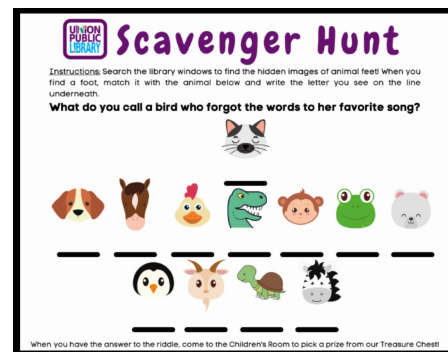 UNION
PUBLIC
LIBRARY
Scavenger Hunt
Instructions: Search the library windows to find the hidden images of animal feet! When you
find a foot, match it with the animal below and write the letter you see on the line
underneath.
What do you call a bird who forgot the words to her favorite song?
When you have the answer to the riddle, come to the Children's Room to pick a prize from our Treasure Chest!